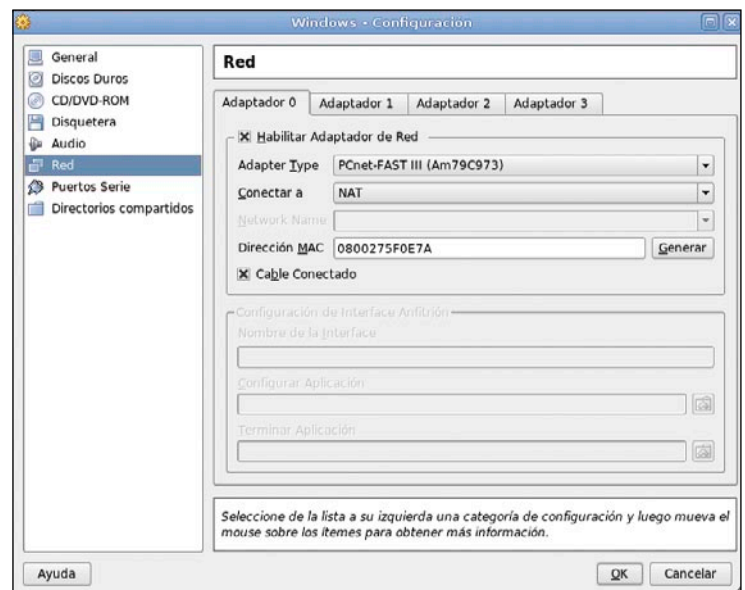 Windows - Configuración
General
Discos Duros
CD/DVD-ROM
Disquetera
Audio
Red
Puertos Serie
Directorios compartidos
Red
Adaptador 0 Adaptador 1 Adaptador 2 Adaptador 3
Habilitar Adaptador de Red
Adapter Type PCnet-FAST III (Am79C973)
Conectar a NAT
Network Name
Dirección MAC 0800275F0E7A Generar
Cable Conectado
Configuración de Interface Anfitrión
Nombre de la Interface
Configurar Aplicación
Terminar Aplicación
Seleccione de la lista a su izquierda una categoría de configuración y luego mueva el
mouse sobre los ítemes para obtener más información.
Ayuda OK Cancelar